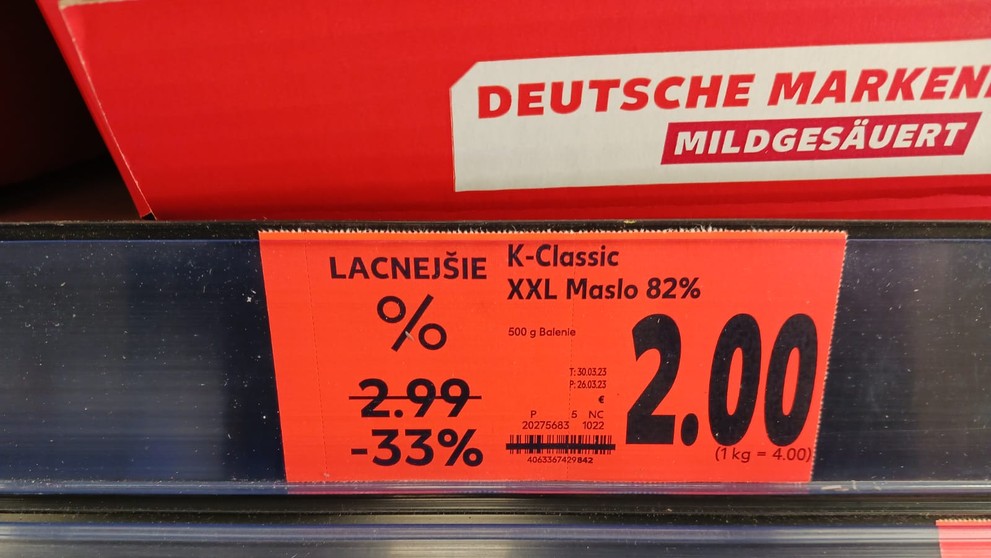 DEUTSCHE MARKEN
MILDGESÄUERT
LACNEJŠIE
%
2.99
-33%
K-Classic
XXL Maslo 82%
500 g Balenie
T: 30.03.23
P: 26.03.23
€
P 5 NC
20275683 1022
4063367429842
2.00
(1 kg = 4.00)